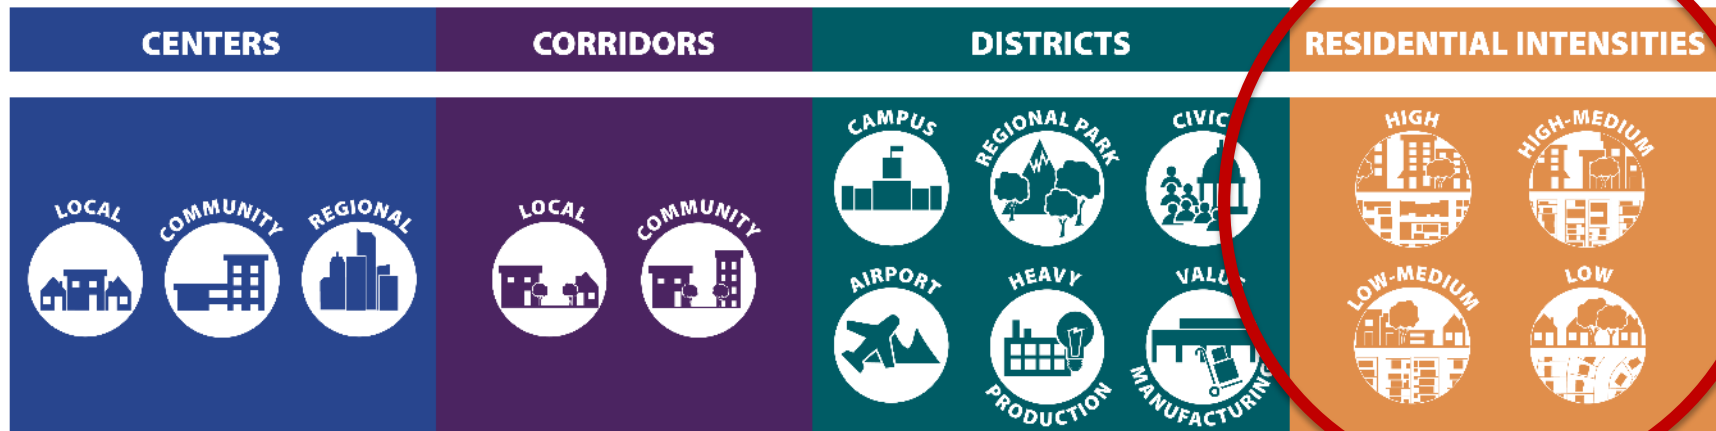 CENTERS
CORRIDORS
DISTRICTS
RESIDENTIAL INTENSITIES
LOCAL
COMMUNITY
REGIONAL
LOCAL
COMMUNITY
CAMPUS
REGIONAL PARK
CIVIC
AIRPORT
HEAVY
PRODUCTION
VALUE
MANUFACTURING
HIGH
HIGH-MEDIUM
LOW-MEDIUM
LOW